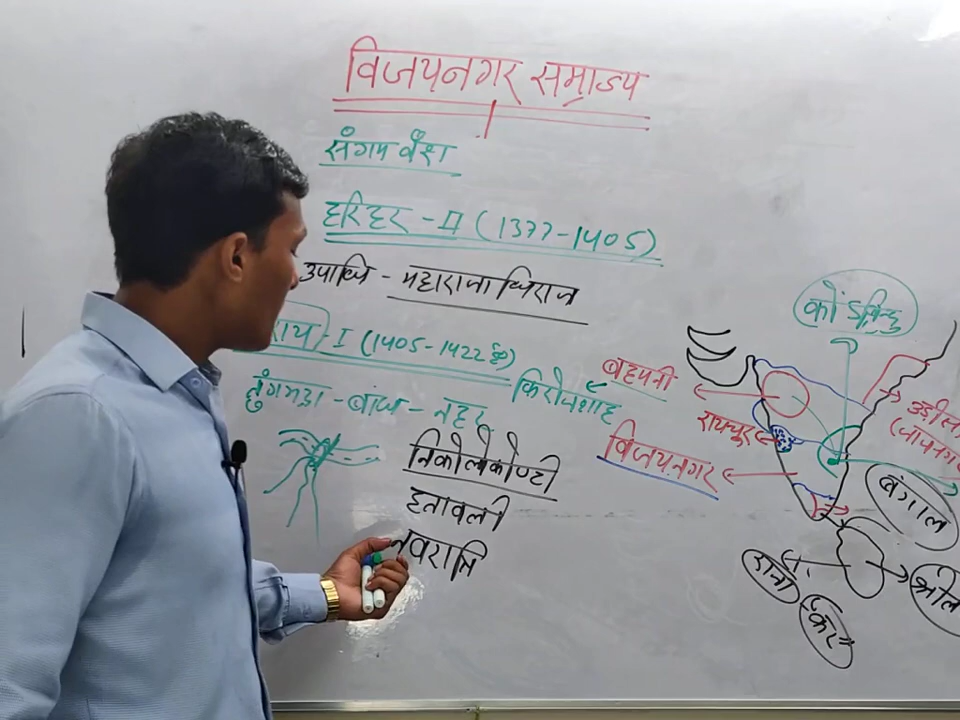 विजयनगर सम्राज्य
संगम वंश
हरिहर - II (1377-1405)
उपाधि - महाराजाधिराज
राय - I (1405-1422 ई)
तुंगभद्रा - बांध - नहर
फिरोजशाह
निकोलोकोण्टी
इतावली
नवरात्रि
बहमनी
रायचूर
विजयनगर
बंगाल